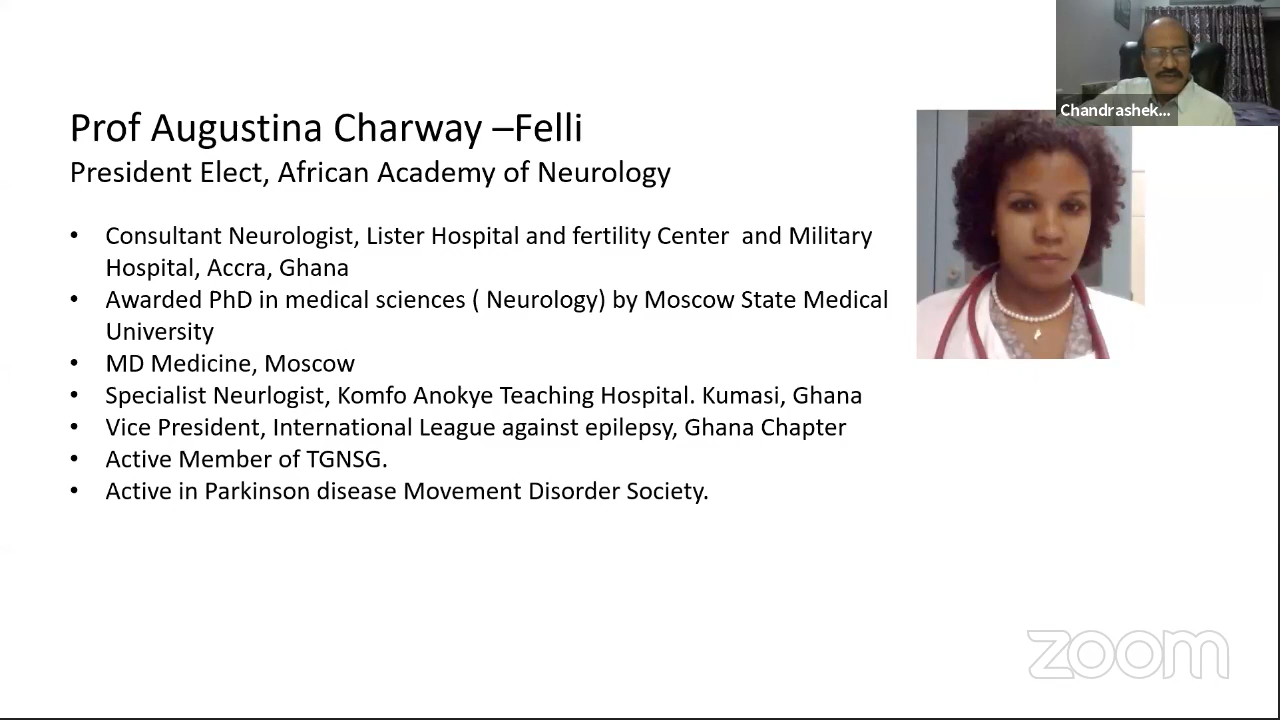 Chandrashek...
Prof Augustina Charway –Felli
President Elect, African Academy of Neurology
• Consultant Neurologist, Lister Hospital and fertility Center and Military
Hospital, Accra, Ghana
• Awarded PhD in medical sciences ( Neurology) by Moscow State Medical
University
• MD Medicine, Moscow
• Specialist Neurlogist, Komfo Anokye Teaching Hospital. Kumasi, Ghana
• Vice President, International League against epilepsy, Ghana Chapter
• Active Member of TGNSG.
• Active in Parkinson disease Movement Disorder Society.
zoom